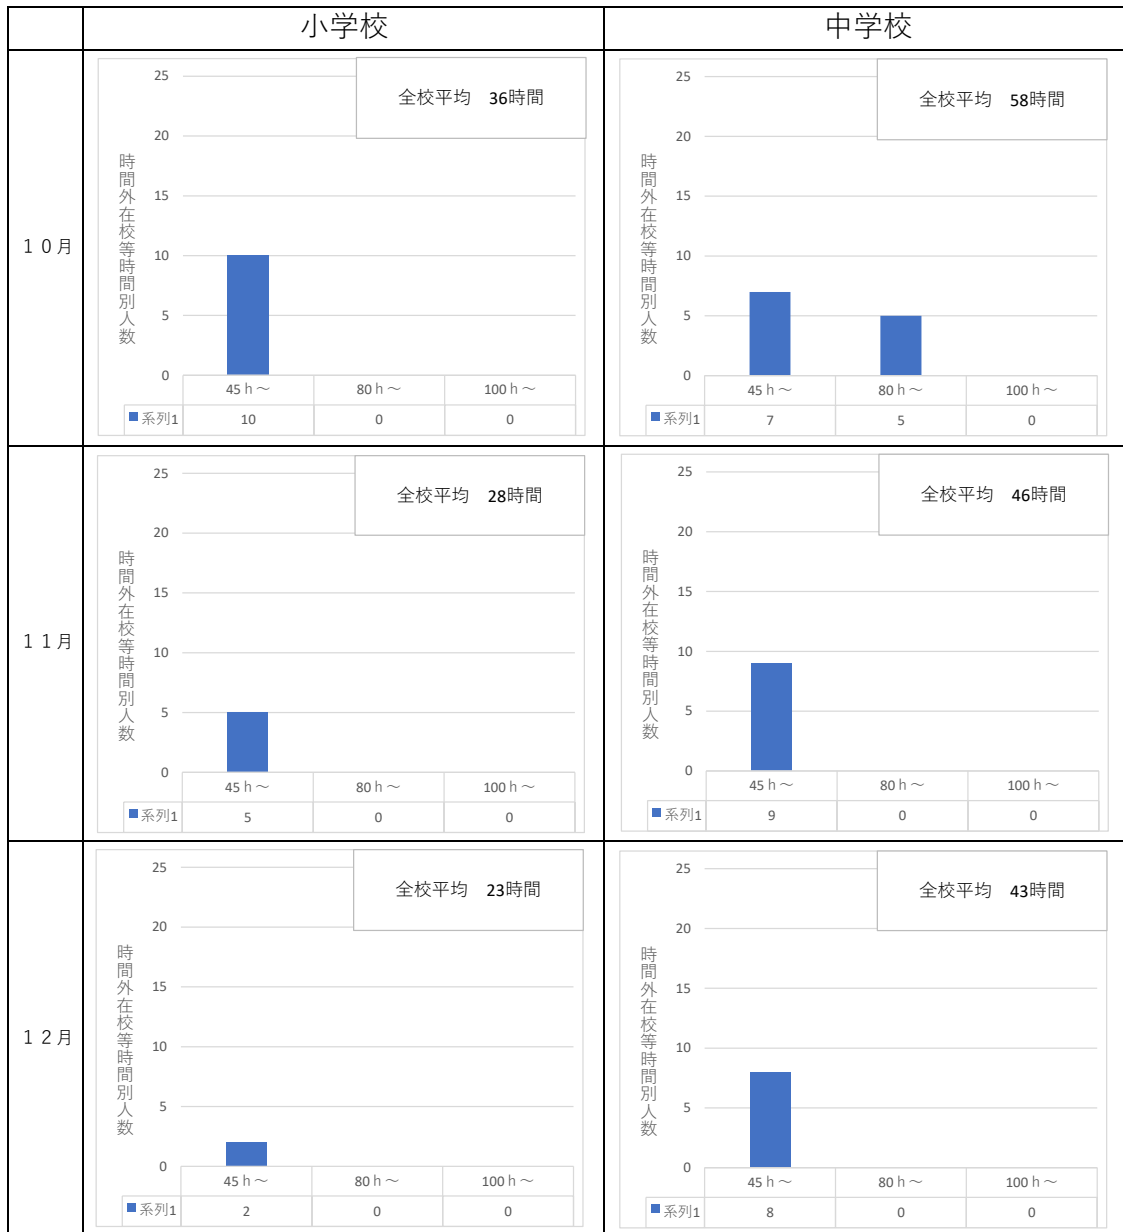 小学校
中学校
10月
全校平均 36時間
時間外在校等時間別人数
25
20
15
10
5
0
45ｈ～ 80ｈ～ 100ｈ～
系列1 10 0 0
全校平均 58時間
時間外在校等時間別人数
25
20
15
10
5
0
45ｈ～ 80ｈ～ 100ｈ～
系列1 7 5 0
11月
全校平均 28時間
時間外在校等時間別人数
25
20
15
10
5
0
45ｈ～ 80ｈ～ 100ｈ～
系列1 5 0 0
全校平均 46時間
時間外在校等時間別人数
25
20
15
10
5
0
45ｈ～ 80ｈ～ 100ｈ～
系列1 9 0 0
12月
全校平均 23時間
時間外在校等時間別人数
25
20
15
10
5
0
45ｈ～ 80ｈ～ 100ｈ～
系列1 2 0 0
全校平均 43時間
時間外在校等時間別人数
25
20
15
10
5
0
45ｈ～ 80ｈ～ 100ｈ～
系列1 8 0 0